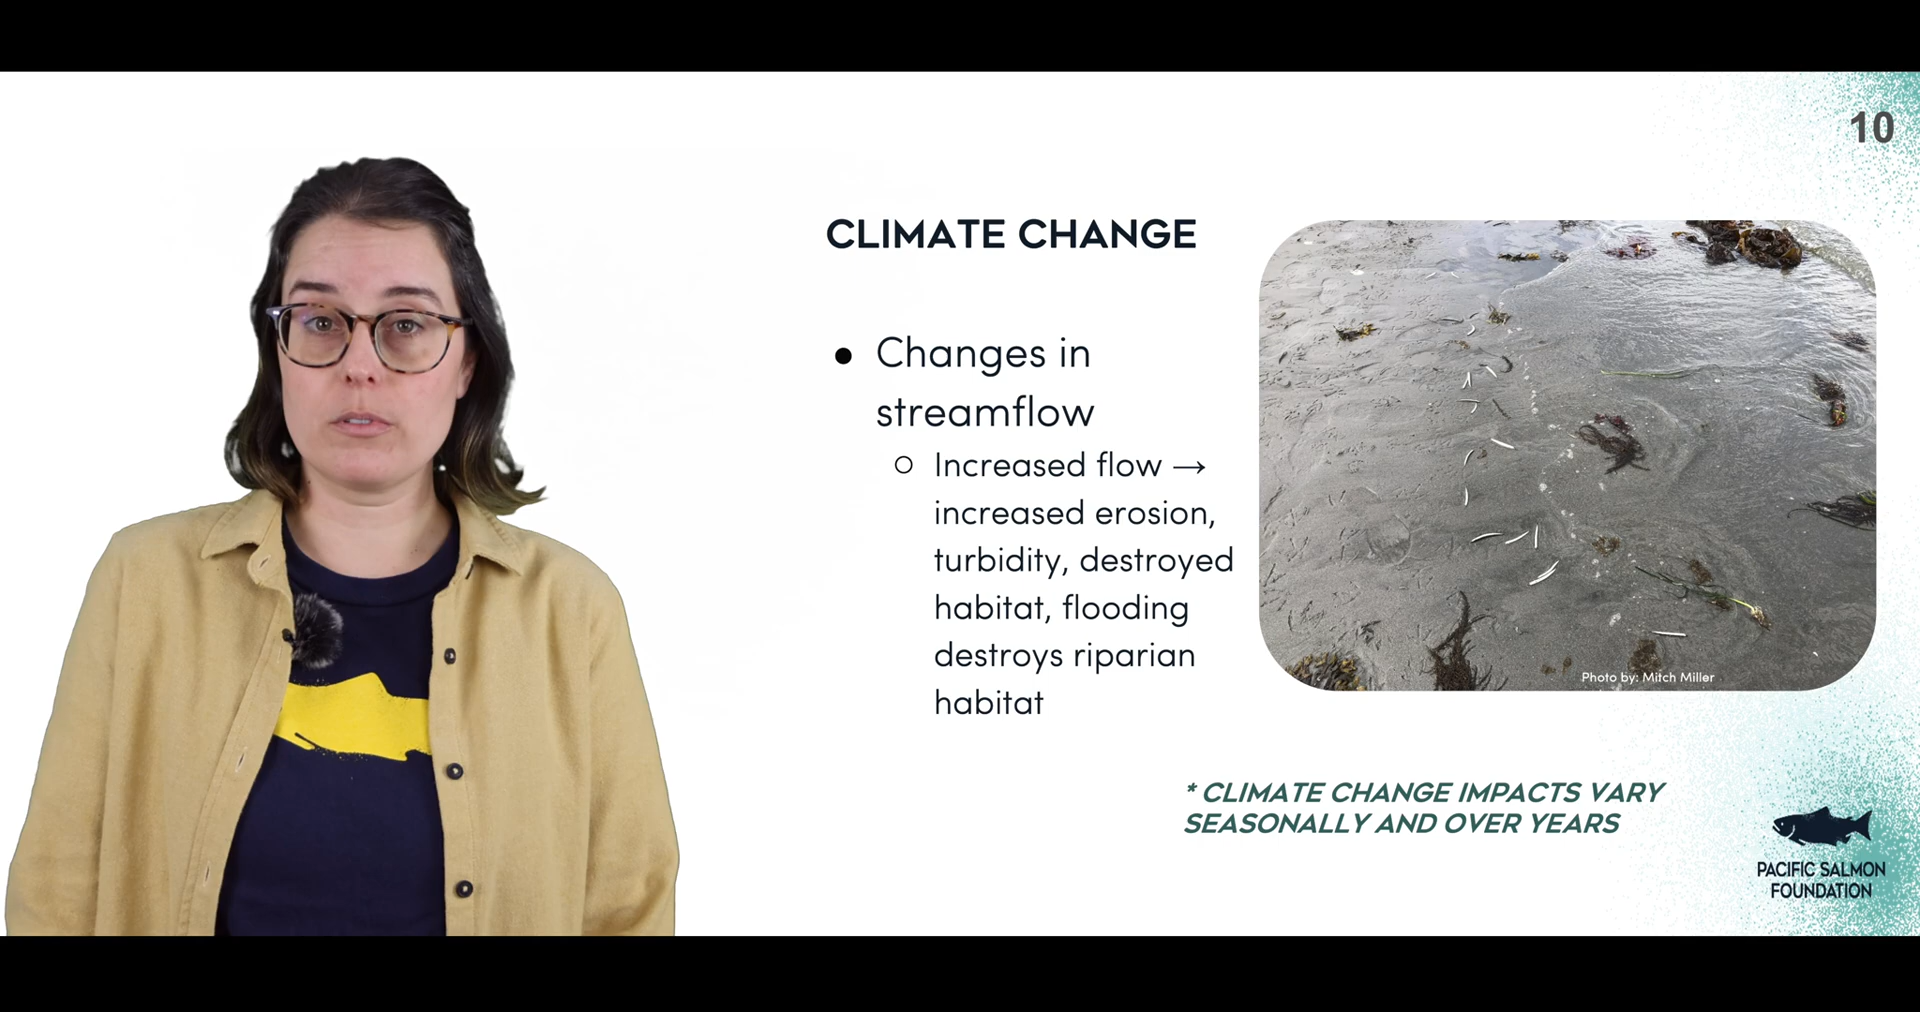 10
CLIMATE CHANGE
● Changes in
streamflow
○ Increased flow →
increased erosion,
turbidity, destroyed
habitat, flooding
destroys riparian
habitat
Photo by: Mitch Miller
* CLIMATE CHANGE IMPACTS VARY
SEASONALLY AND OVER YEARS
PACIFIC SALMON
FOUNDATION